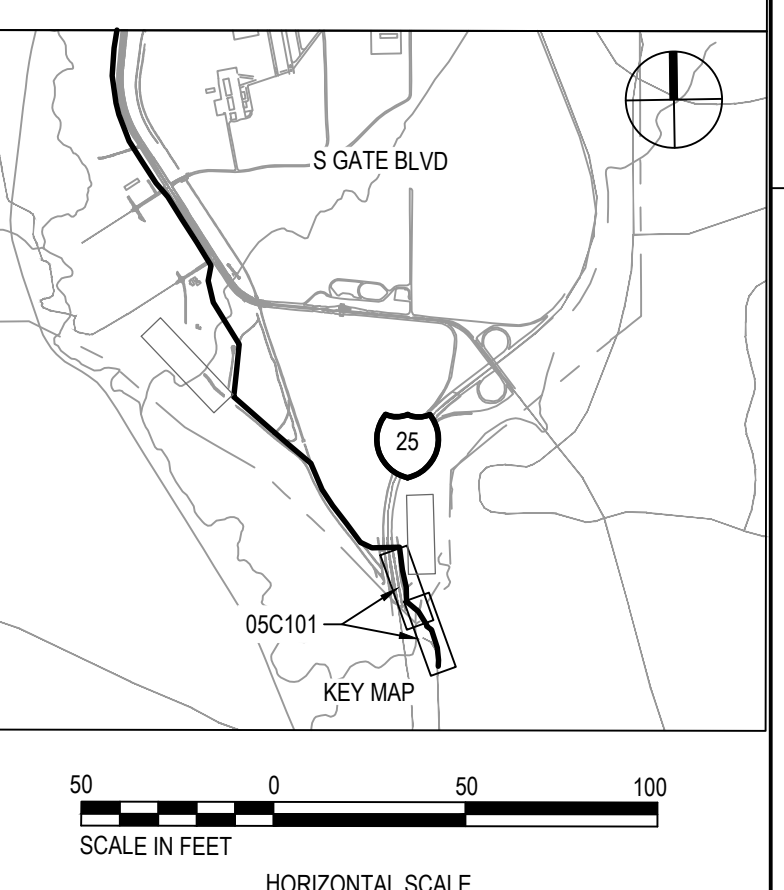 S GATE BLVD
25
05C101
KEY MAP
50 0 50 100
SCALE IN FEET
HORIZONTAL SCALE